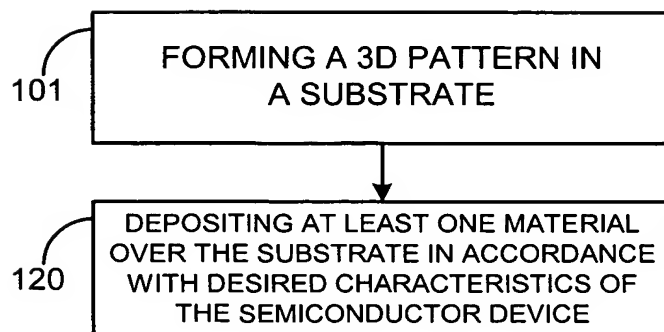 101
FORMING A 3D PATTERN IN
A SUBSTRATE
120
DEPOSITING AT LEAST ONE MATERIAL
OVER THE SUBSTRATE IN ACCORDANCE
WITH DESIRED CHARACTERISTICS OF
THE SEMICONDUCTOR DEVICE